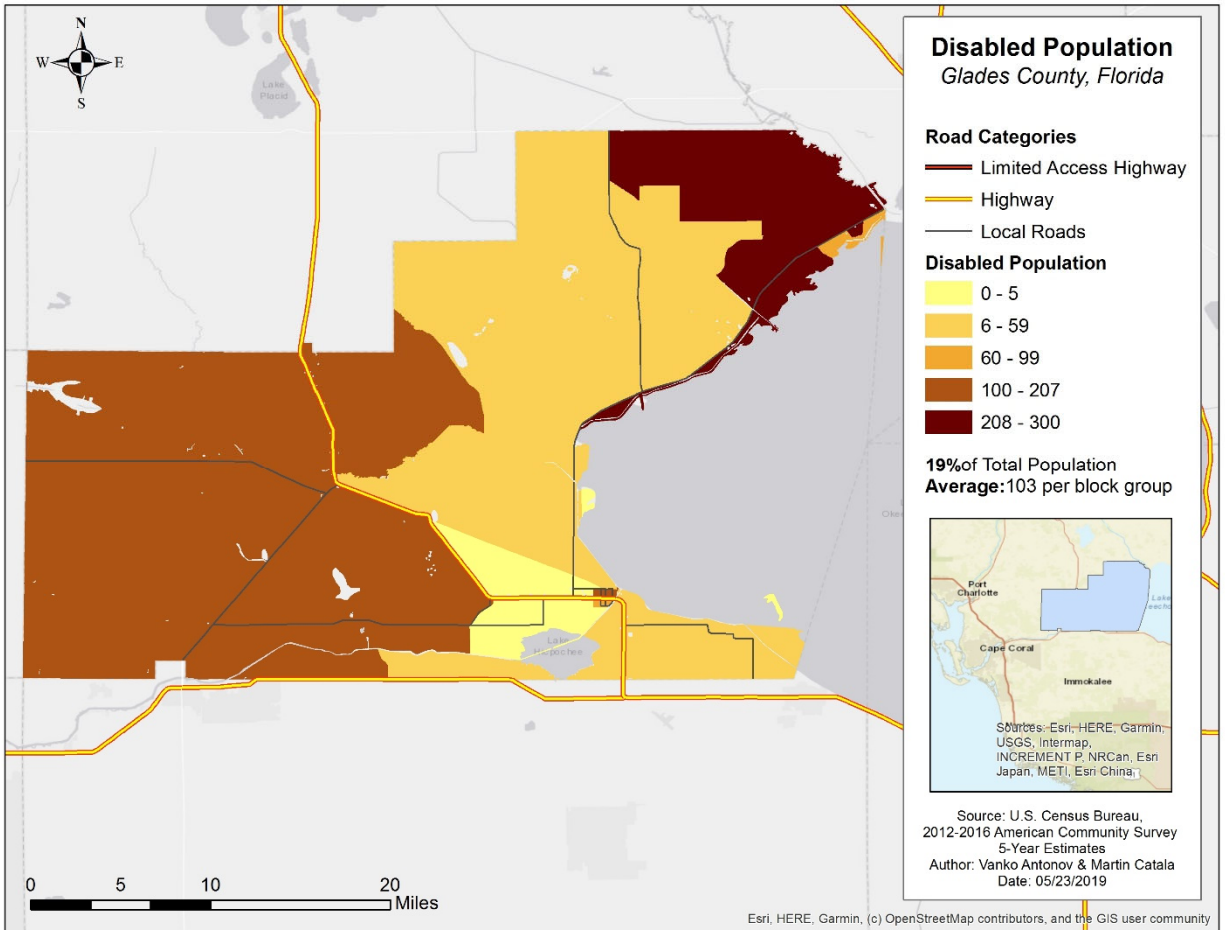 N
W E
S
Lake
Placid
Lake
Hicpochee
Disabled Population
Glades County, Florida
Road Categories
Limited Access Highway
Highway
Local Roads
Disabled Population
0 - 5
6 - 59
60 - 99
100 - 207
208 - 300
19%of Total Population
Average:103 per block group
Port
Charlotte
Lake
Cape Coral
Immokalee
Sources: Esri, HERE, Garmin,
USGS, Intermap,
INCREMENT P, NRCan, Esri
Japan, METI, Esri China
Source: U.S. Census Bureau,
2012-2016 American Community Survey
5-Year Estimates
Author: Vanko Antonov & Martin Catala
Date: 05/23/2019
0 5 10 20
Miles
Esri, HERE, Garmin, (c) OpenStreetMap contributors, and the GIS user community